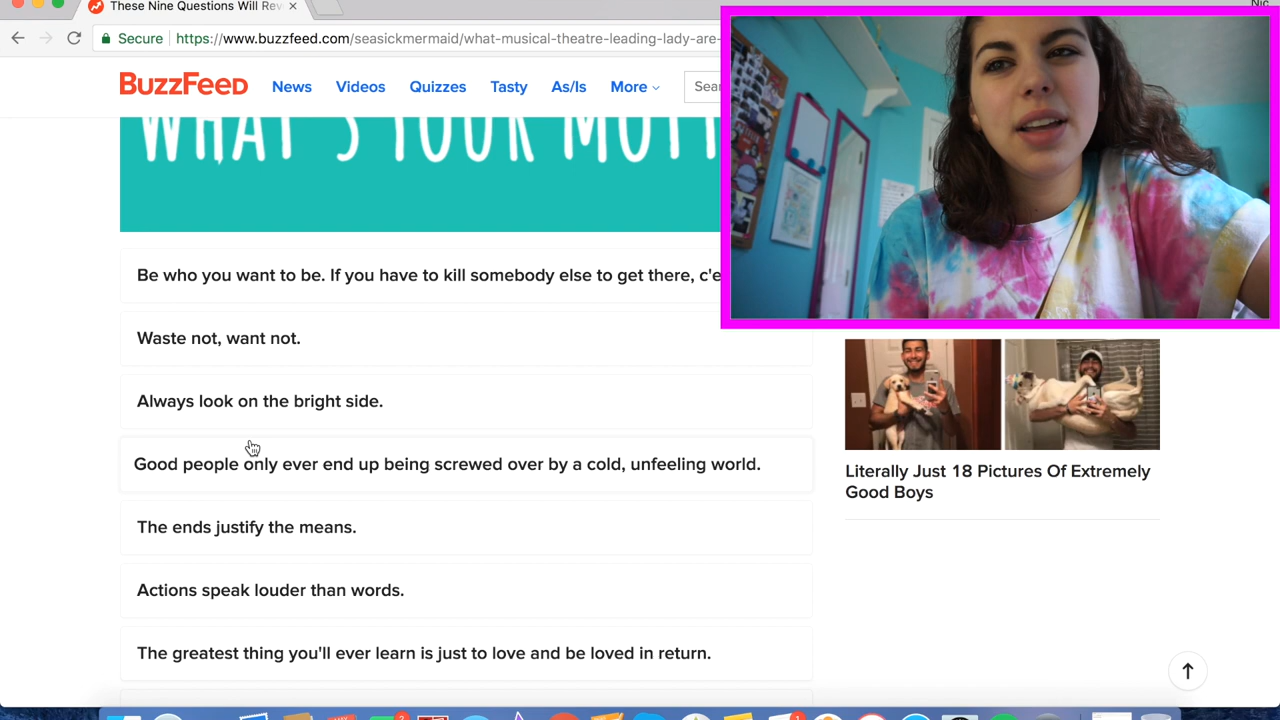 Nic
These Nine Questions Will Rev
Secure https://www.buzzfeed.com/seasickmermaid/what-musical-theatre-leading-lady-are-
BuzzFeed News Videos Quizzes Tasty As/Is More Sear
WHAT'S YOUR
Be who you want to be. If you have to kill somebody else to get there, c'e
Waste not, want not.
Always look on the bright side.
Good people only ever end up being screwed over by a cold, unfeeling world.
Literally Just 18 Pictures Of Extremely
Good Boys
The ends justify the means.
Actions speak louder than words.
The greatest thing you'll ever learn is just to love and be loved in return.